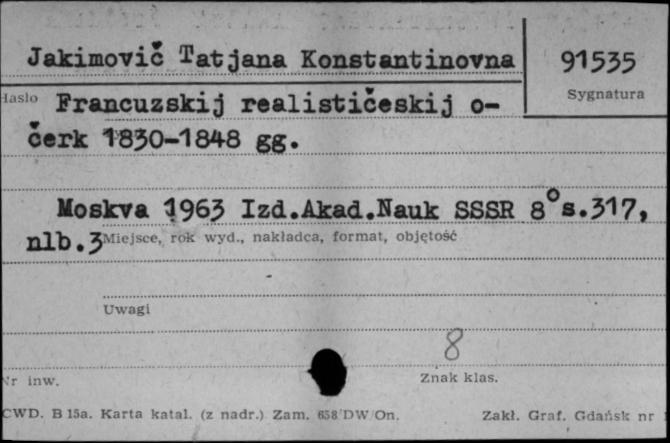 Jakimovič Tatjana Konstantinovna
91535
Hasło
Sygnatura
Francuzskij realističeskij o-
čerk 1830-1848 gg.
Moskva 1963 Izd.Akad.Nauk SSSR 8° s.317,
nlb.3
Miejsce, rok wyd., nakładca, format, objętość
Uwagi
8
Nr inw.
Znak klas.
CWD. B 15a. Karta katal. (z nadr.) Zam. 658/DW/On.
Zakł. Graf. Gdańsk nr